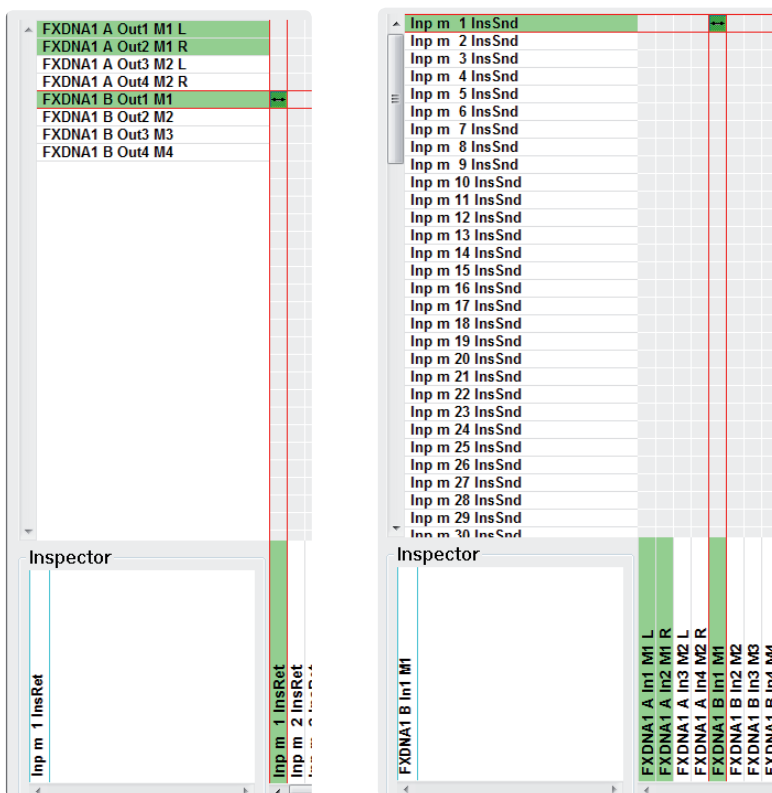 FXDNA1 A Out1 M1 L
FXDNA1 A Out2 M1 R
FXDNA1 A Out3 M2 L
FXDNA1 A Out4 M2 R
FXDNA1 B Out1 M1
FXDNA1 B Out2 M2
FXDNA1 B Out3 M3
FXDNA1 B Out4 M4
Inspector
Inp m 1 InsRet
Inp m 1 InsRet
Inp m 2 InsRet
Inp m 1 InsSnd
Inp m 2 InsSnd
Inp m 3 InsSnd
Inp m 4 InsSnd
Inp m 5 InsSnd
Inp m 6 InsSnd
Inp m 7 InsSnd
Inp m 8 InsSnd
Inp m 9 InsSnd
Inp m 10 InsSnd
Inp m 11 InsSnd
Inp m 12 InsSnd
Inp m 13 InsSnd
Inp m 14 InsSnd
Inp m 15 InsSnd
Inp m 16 InsSnd
Inp m 17 InsSnd
Inp m 18 InsSnd
Inp m 19 InsSnd
Inp m 20 InsSnd
Inp m 21 InsSnd
Inp m 22 InsSnd
Inp m 23 InsSnd
Inp m 24 InsSnd
Inp m 25 InsSnd
Inp m 26 InsSnd
Inp m 27 InsSnd
Inp m 28 InsSnd
Inp m 29 InsSnd
Inp m 30 InsSnd
Inspector
FXDNA1 B In1 M1
FXDNA1 A In1 M1 L
FXDNA1 A In2 M1 R
FXDNA1 A In3 M2 L
FXDNA1 A In4 M2 R
FXDNA1 B In1 M1
FXDNA1 B In2 M2
FXDNA1 B In3 M3
FXDNA1 B In4 M4